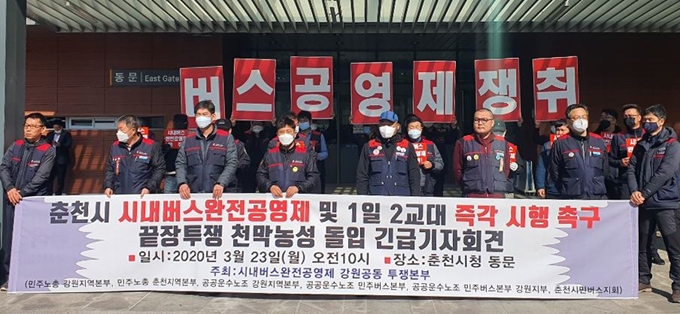 동문 East Gate
버스공영제쟁취
춘천시 시내버스완전공영제 및 1일 2교대 즉각 시행 촉구
끝장투쟁 천막농성 돌입 긴급기자회견
■일시:2020년 3월 23일(월) 오전10시 ■장소:춘천시청 동문
주최:시내버스완전공영제 강원공동 투쟁본부
(민주노총 강원지역본부, 민주노총 춘천지역본부, 공공운수노조 강원지역본부, 공공운수노조 민주버스본부, 공공운수노조 민주버스본부 강원지부, 춘천시민버스지회)